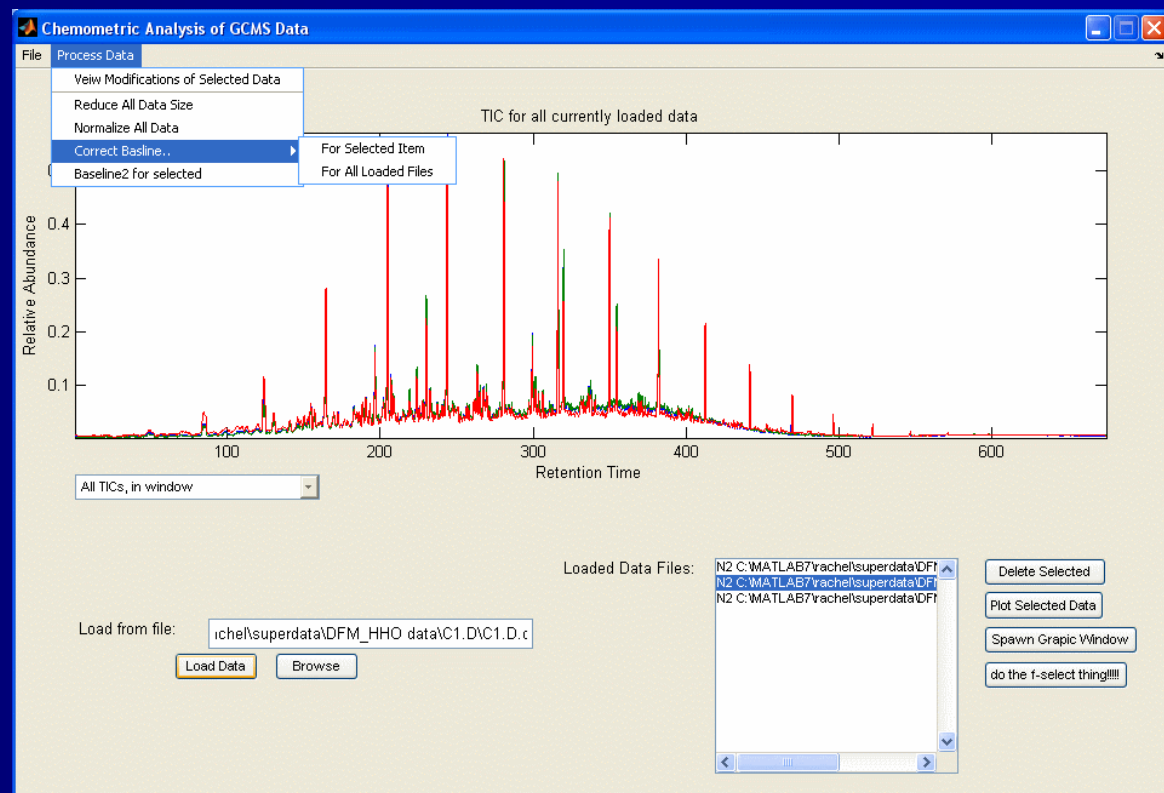 Chemometric Analysis of GCMS Data
File Process Data
Veiw Modifications of Selected Data
Reduce All Data Size
Normalize All Data
Correct Basline..
Baseline2 for selected
For Selected Item
For All Loaded Files
TIC for all currently loaded data
Relative Abundance
0.4
0.3
0.2
0.1
100 200 300 400 500 600
Retention Time
All TICs, in window
Loaded Data Files:
N2 C:\MATLAB7\rachel\superdata\DFM
N2 C:\MATLAB7\rachel\superdata\DFM
N2 C:\MATLAB7\rachel\superdata\DFM
Delete Selected
Plot Selected Data
Spawn Grapic Window
do the f-select thing!!!!!
Load from file:
rchel\superdata\DFM_HHO data\C1.D\C1.D.c
Load Data Browse